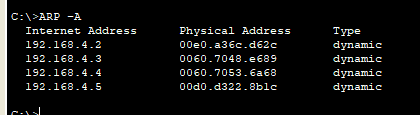 C:\>ARP -A
Internet Address Physical Address Type
192.168.4.2 00e0.a36c.d62c dynamic
192.168.4.3 0060.7048.e689 dynamic
192.168.4.4 0060.7053.6a68 dynamic
192.168.4.5 00d0.d322.8b1c dynamic
C:\>